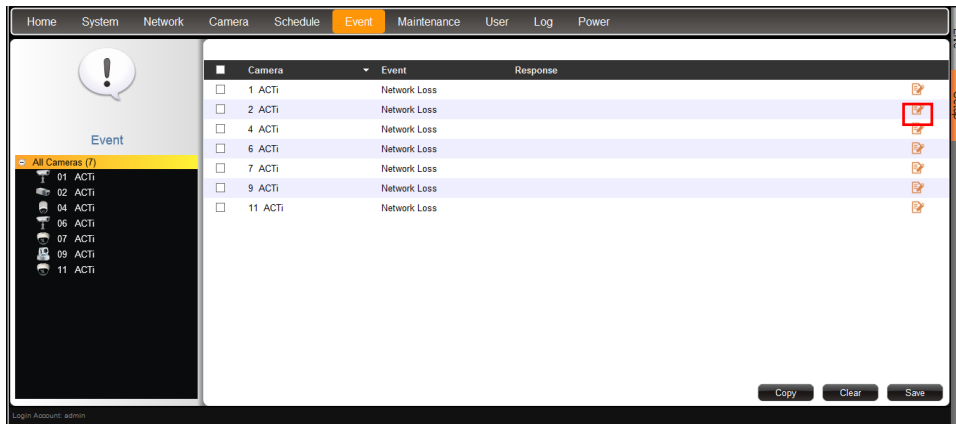 Home System Network Camera Schedule Event Maintenance User Log Power
Event
All Cameras (7)
01 ACTi
02 ACTi
04 ACTi
06 ACTi
07 ACTi
09 ACTi
11 ACTi
Camera Event Response
1 ACTi Network Loss
2 ACTi Network Loss
4 ACTi Network Loss
6 ACTi Network Loss
7 ACTi Network Loss
9 ACTi Network Loss
11 ACTi Network Loss
Copy Clear Save
Login Account: admin